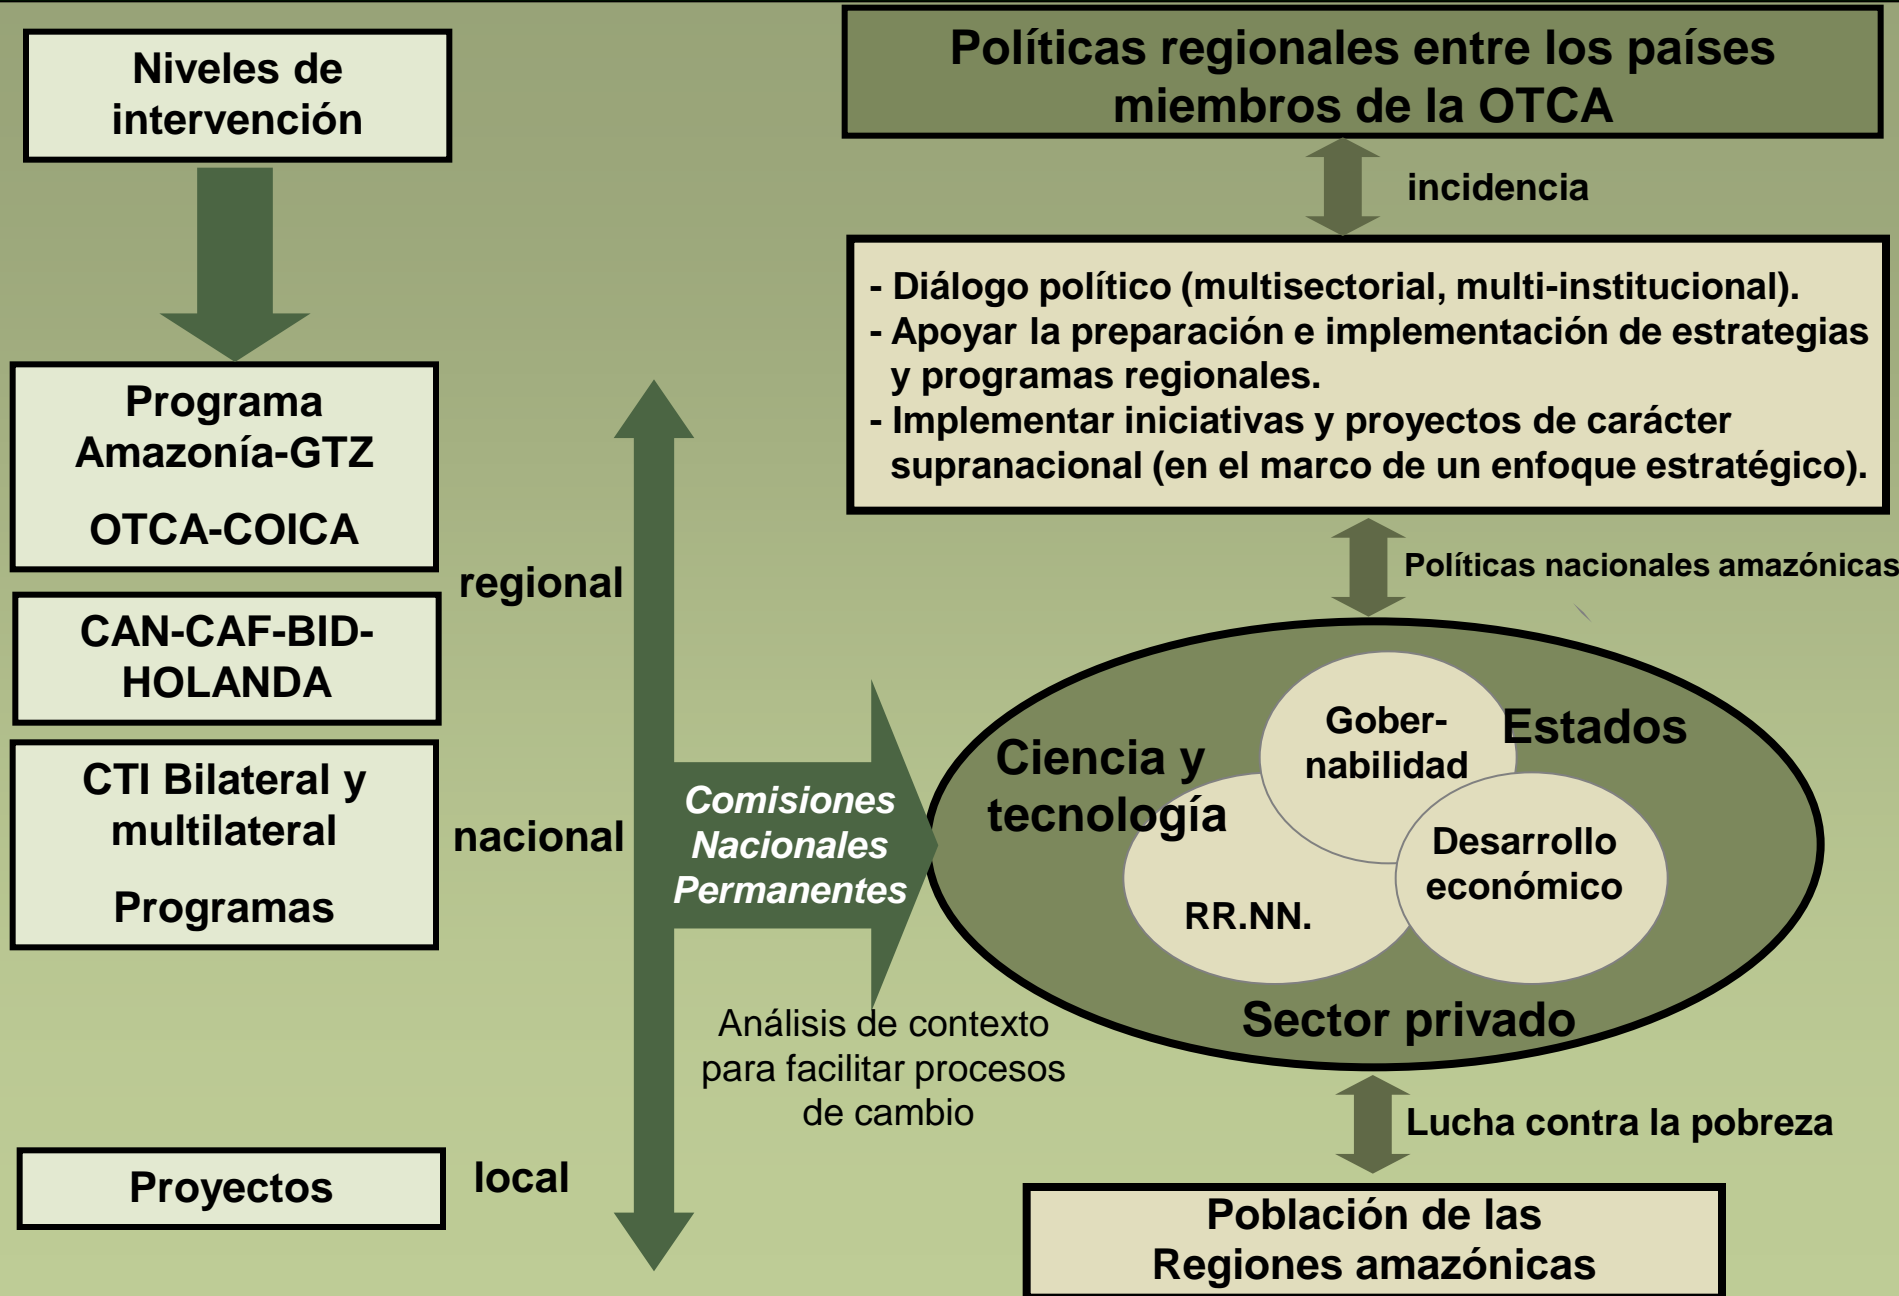 Niveles de
intervención
Programa
Amazonía-GTZ
OTCA-COICA
CAN-CAF-BID-
HOLANDA
CTI Bilateral y
multilateral
Programas
Proyectos
regional
nacional
local
Comisiones
Nacionales
Permanentes
Análisis de contexto
para facilitar procesos
de cambio
Políticas regionales entre los países
miembros de la OTCA
incidencia
- Diálogo político (multisectorial, multi-institucional).
- Apoyar la preparación e implementación de estrategias
y programas regionales.
- Implementar iniciativas y proyectos de carácter
supranacional (en el marco de un enfoque estratégico).
Políticas nacionales amazónicas
Ciencia y
tecnología
Gober-
nabilidad
Estados
Desarrollo
económico
RR.NN.
Sector privado
Lucha contra la pobreza
Población de las
Regiones amazónicas